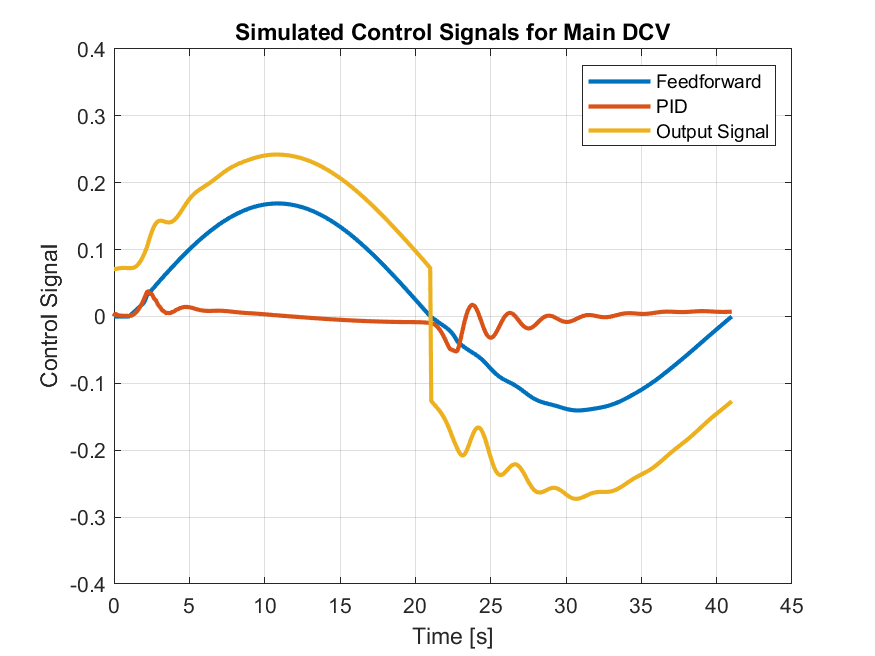 Simulated Control Signals for Main DCV
0.4
0.3
0.2
0.1
0
-0.1
-0.2
-0.3
-0.4
Control Signal
Feedforward
PID
Output Signal
0 5 10 15 20 25 30 35 40 45
Time [s]